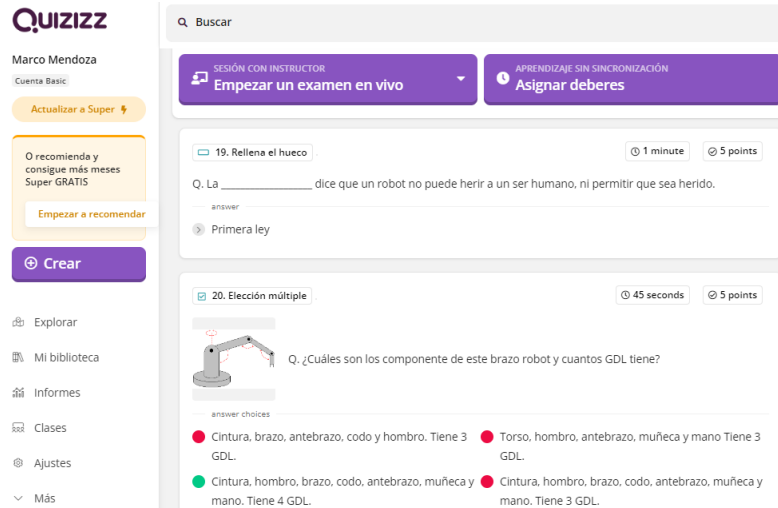 Quizizz
Buscar
Marco Mendoza
Cuenta Basic
Actualizar a Super
O recomienda y
consigue más meses
Super GRATIS
Empezar a recomendar
Crear
Explorar
Mi biblioteca
Informes
Clases
Ajustes
Más
SESIÓN CON INSTRUCTOR
Empezar un examen en vivo
APRENDIZAJE SIN SINCRONIZACIÓN
Asignar deberes
19. Rellena el hueco
1 minute
5 points
Q. La __________________ dice que un robot no puede herir a un ser humano, ni permitir que sea herido.
answer
Primera ley
20. Elección múltiple
45 seconds
5 points
Q. ¿Cuáles son los componente de este brazo robot y cuantos GDL tiene?
answer choices
Cintura, brazo, antebrazo, codo y hombro. Tiene 3
GDL.
Torso, hombro, antebrazo, muñeca y mano Tiene 3
GDL.
Cintura, hombro, brazo, codo, antebrazo, muñeca y
mano. Tiene 4 GDL.
Cintura, hombro, brazo, codo, antebrazo, muñeca y
mano. Tiene 3 GDL.